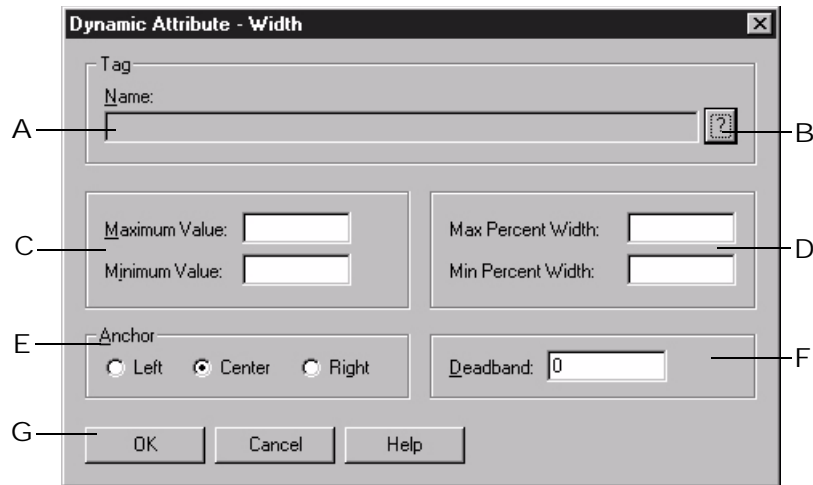 Dynamic Attribute - Width
Tag
Name:
A
?
B
Maximum Value:
Max Percent Width:
C
D
Minimum Value:
Min Percent Width:
Anchor
E
Left Center Right
Deadband: 0
F
G
OK Cancel Help